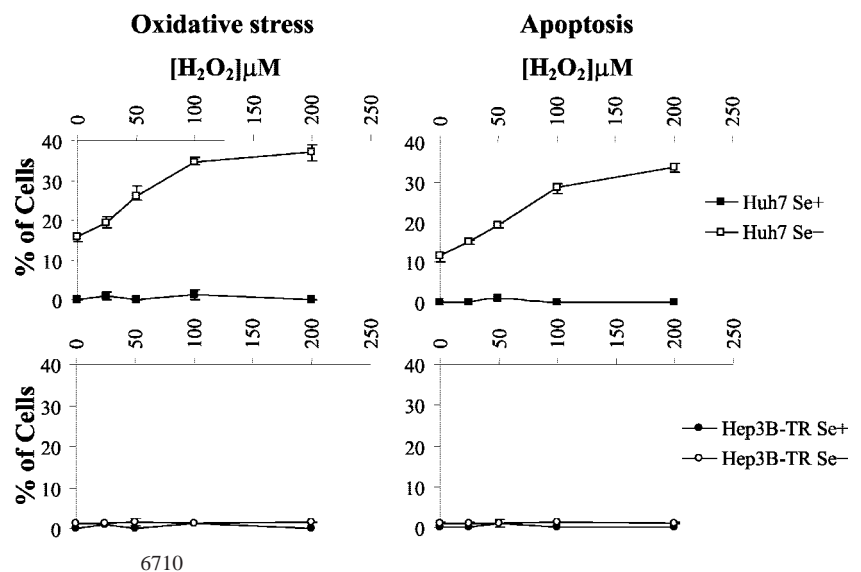 Oxidative stress
Apoptosis
[H₂O₂]μM
[H₂O₂]μM
0 50 100 150 200 250
0 50 100 150 200 250
40
30
20
10
0
% of Cells
40
30
20
10
0
Huh7 Se+
Huh7 Se–
0 50 100 150 200 250
0 50 100 150 200 250
40
30
20
10
0
% of Cells
40
30
20
10
0
Hep3B-TR Se+
Hep3B-TR Se–
6710